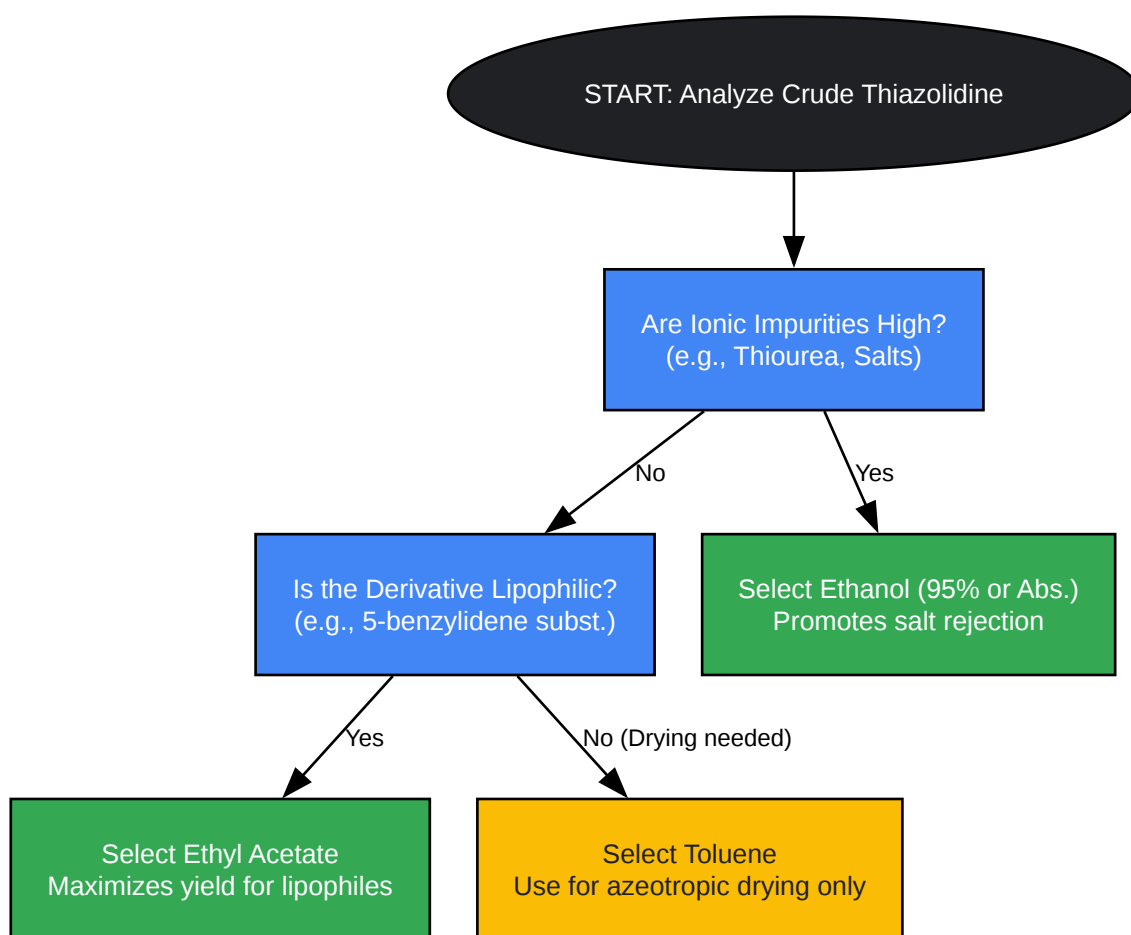 START: Analyze Crude Thiazolidine
Are Ionic Impurities High?
(e.g., Thiourea, Salts)
No
Yes
Is the Derivative Lipophilic?
(e.g., 5-benzylidene subst.)
Select Ethanol (95% or Abs.)
Promotes salt rejection
Yes
No (Drying needed)
Select Ethyl Acetate
Maximizes yield for lipophiles
Select Toluene
Use for azeotropic drying only